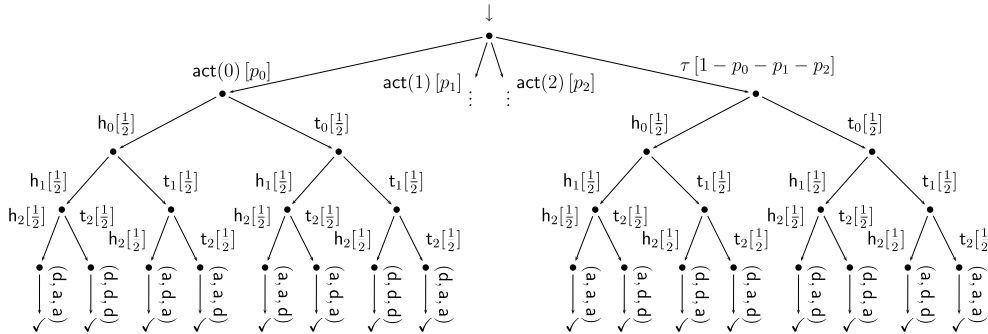 ↓
act(0) [p₀]
act(1) [p₁]
act(2) [p₂]
τ [1 − p₀ − p₁ − p₂]
⋮ ⋮
h₀[½] t₀[½] h₀[½] t₀[½]
h₁[½] t₁[½] h₁[½] t₁[½] h₁[½] t₁[½] h₁[½] t₁[½]
h₂[½] t₂[½] h₂[½] t₂[½] h₂[½] t₂[½] h₂[½] t₂[½] h₂[½] t₂[½] h₂[½] t₂[½] h₂[½] t₂[½] h₂[½] t₂[½
(d,a,a) (d,d,d) (a,d,a) (a,a,d) (a,a,d) (a,d,a) (d,d,d) (d,a,a) (a,a,a) (a,d,d) (d,d,a) (d,a,d) (d,a,d) (d,d,a) (a,d,d) (a,a,a)
✓ ✓ ✓ ✓ ✓ ✓ ✓ ✓ ✓ ✓ ✓ ✓ ✓ ✓ ✓ ✓